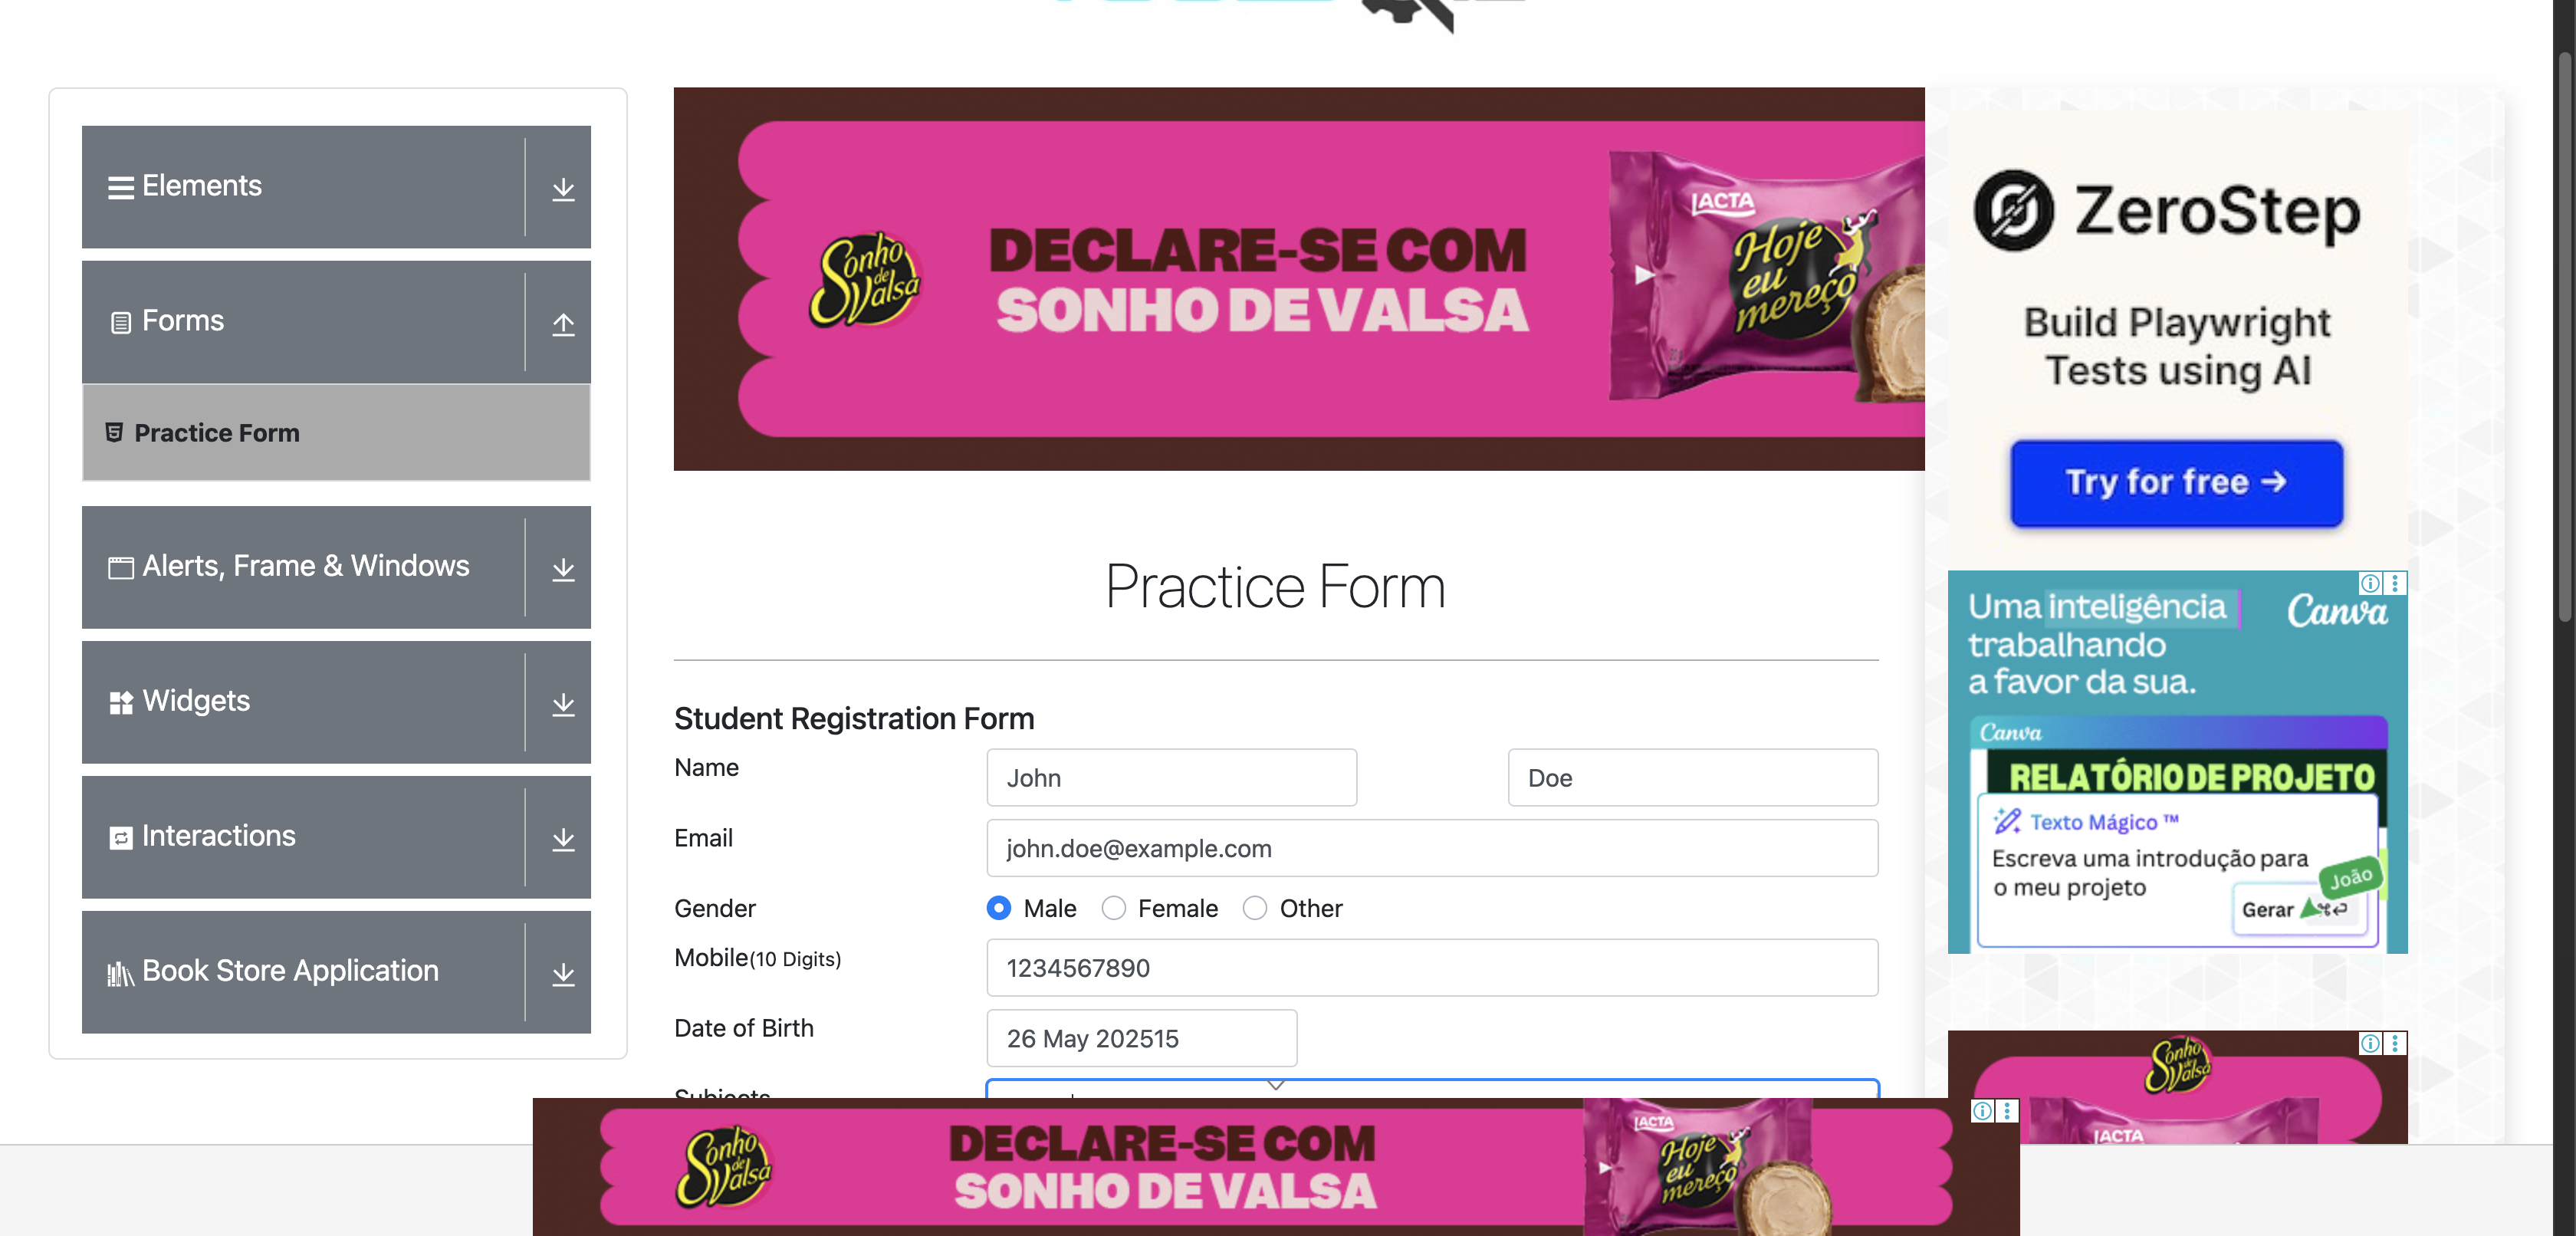 Elements
Forms
Practice Form
Alerts, Frame & Windows
Widgets
Interactions
Book Store Application
Sonho de Valsa
DECLARE-SE COM
SONHO DE VALSA
LACTA
Hoje
eu
mereço
Practice Form
Student Registration Form
Name
John
Doe
Email
john.doe@example.com
Gender
Male
Female
Other
Mobile(10 Digits)
1234567890
Date of Birth
26 May 202515
Subjects
ZeroStep
Build Playwright
Tests using AI
Try for free →
Uma inteligência
trabalhando
a favor da sua.
Canva
Canva
RELATÓRIO DE PROJETO
Texto Mágico ™
Escreva uma introdução para
o meu projeto
João
Gerar
Sonho de Valsa
LACTA
Sonho de Valsa
DECLARE-SE COM
SONHO DE VALSA
LACTA
Hoje
eu
mereço